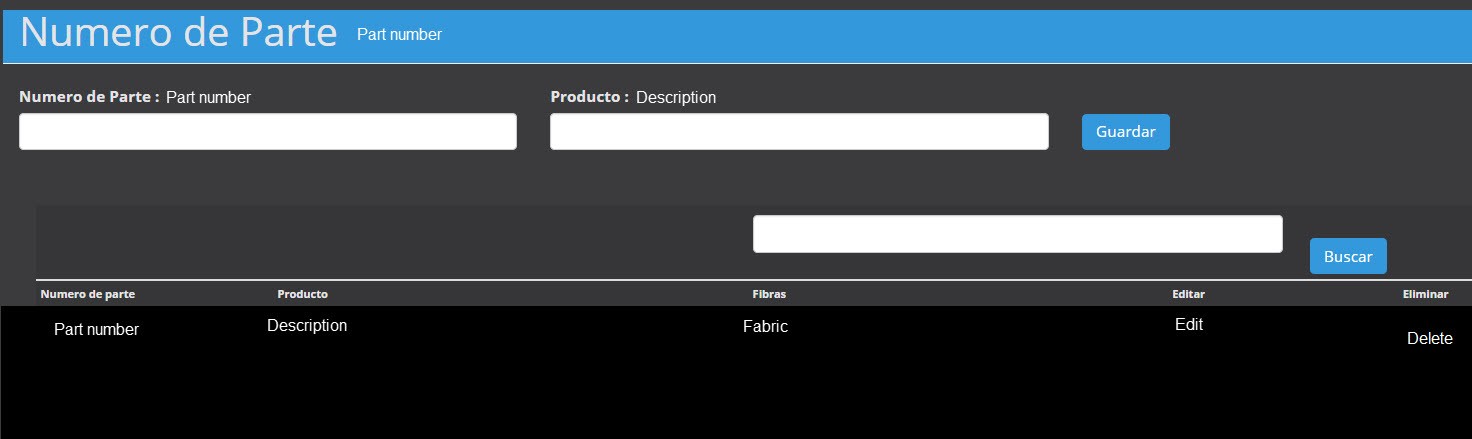 Numero de Parte Part number
Numero de Parte : Part number Producto : Description
Guardar
Buscar
Numero de parte Producto Fibras Editar Eliminar
Part number Description Fabric Edit Delete